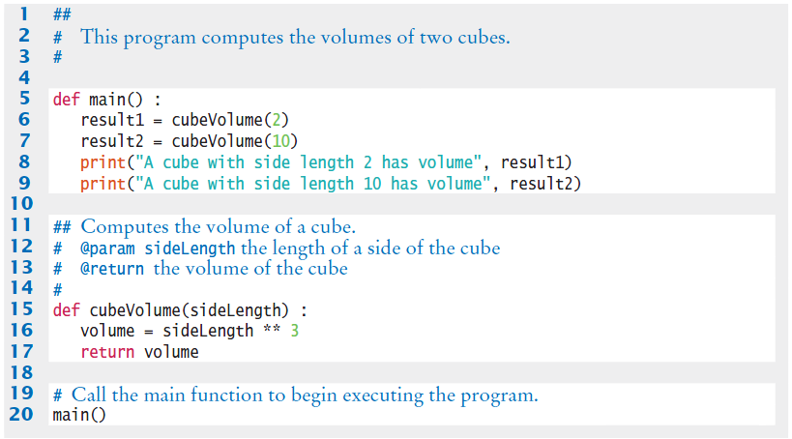 1 ##
2 # This program computes the volumes of two cubes.
3 #
4
5 def main() :
6 result1 = cubeVolume(2)
7 result2 = cubeVolume(10)
8 print("A cube with side length 2 has volume", result1)
9 print("A cube with side length 10 has volume", result2)
10
11 ## Computes the volume of a cube.
12 # @param sideLength the length of a side of the cube
13 # @return the volume of the cube
14 #
15 def cubeVolume(sideLength) :
16 volume = sideLength ** 3
17 return volume
18
19 # Call the main function to begin executing the program.
20 main()